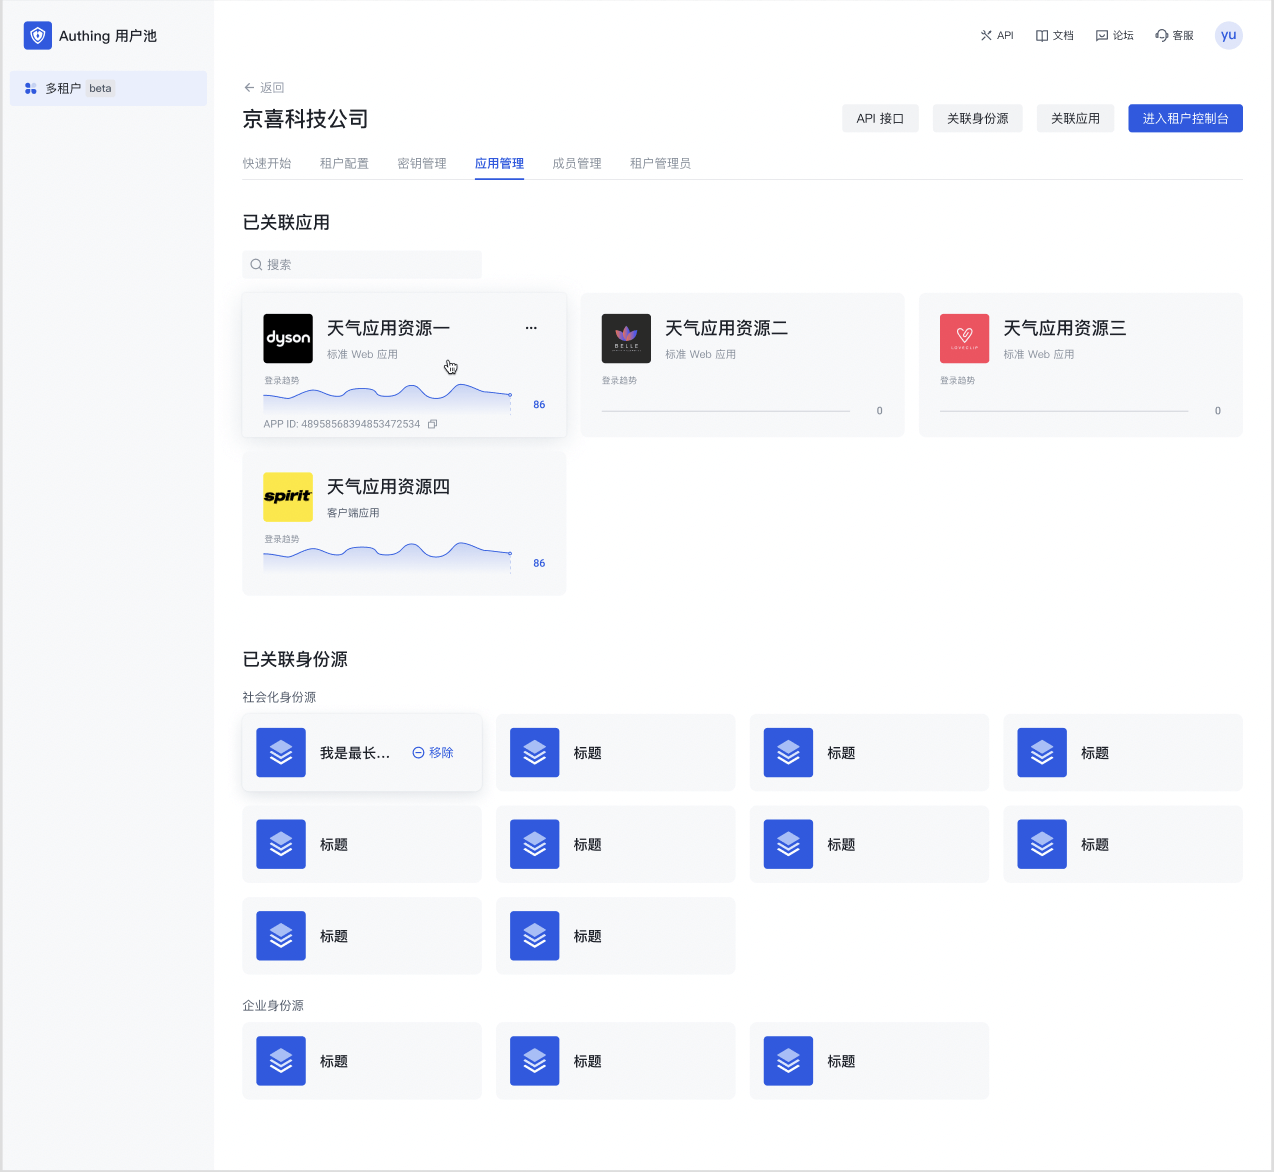 Authing 用户池
API
文档
论坛
客服
yu
多租户 beta
返回
京喜科技公司
API 接口
关联身份源
关联应用
进入租户控制台
快速开始
租户配置
密钥管理
应用管理
成员管理
租户管理员
已关联应用
搜索
dyson
天气应用资源一
...
标准 Web 应用
登录趋势
86
APP ID: 48958568394853472534
BELLE
天气应用资源二
标准 Web 应用
登录趋势
0
LOVECLIP
天气应用资源三
标准 Web 应用
登录趋势
0
spirit
天气应用资源四
客户端应用
登录趋势
86
已关联身份源
社会化身份源
我是最长...
移除
标题
标题
标题
标题
标题
标题
标题
标题
标题
企业身份源
标题
标题
标题